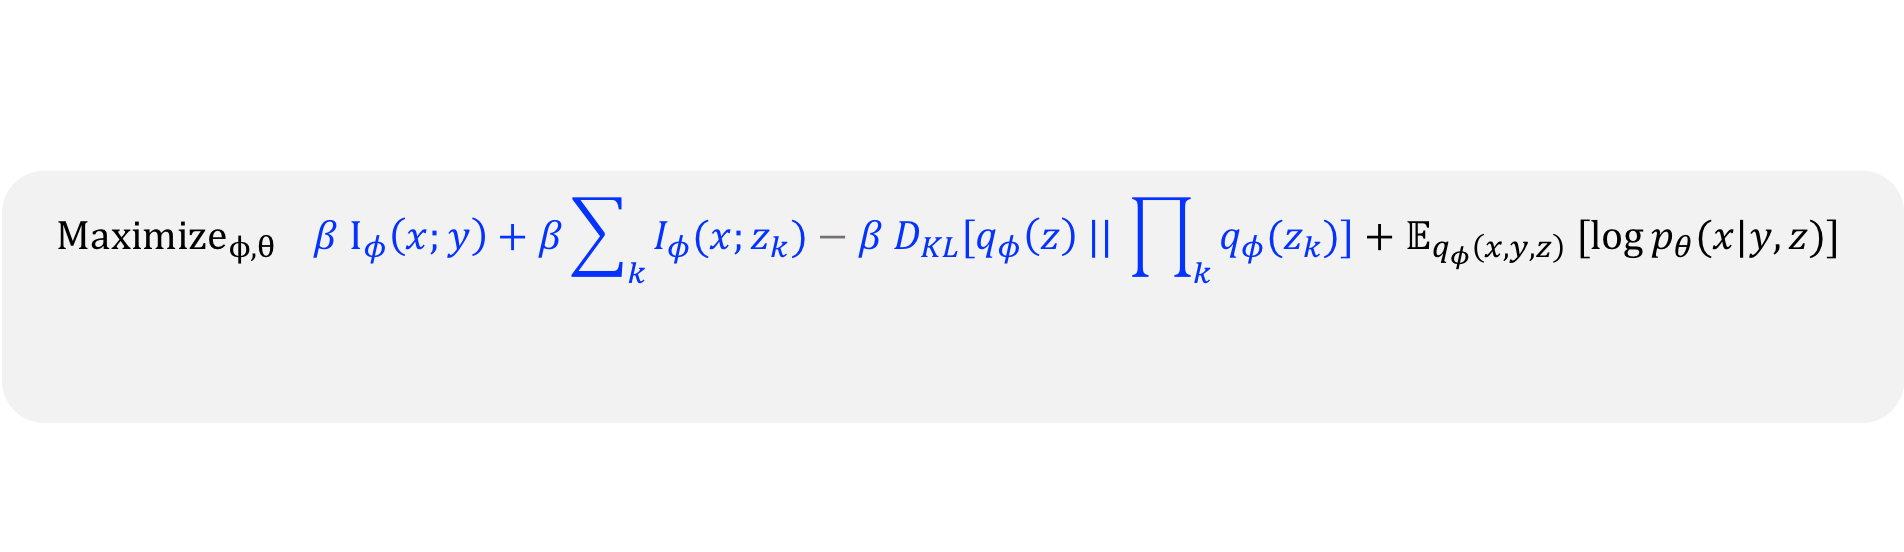 Maximize_{ϕ,θ} β I_ϕ(x; y) + β ∑_k I_ϕ(x; z_k) − β D_{KL}[q_ϕ(z) || ∏_k q_ϕ(z_k)] + 𝔼_{q_ϕ(x,y,z)} [log p_θ(x|y, z)]